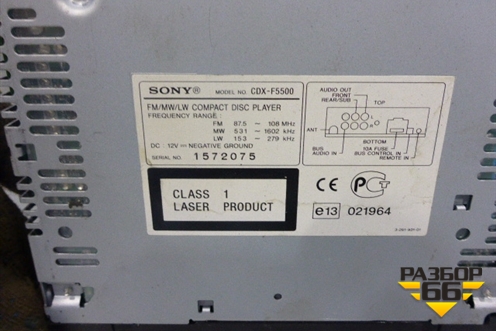 SONY® MODEL NO. CDX-F5500
FM/MW/LW COMPACT DISC PLAYER
FREQUENCY RANGE :
FM 87.5 - 108 MHz
MW 531 - 1602 kHz
LW 153 - 279 kHz
DC : 12V ⎓ NEGATIVE GROUND
SERIAL NO. 1572075
CLASS 1
LASER PRODUCT
AUDIO OUT
FRONT
REAR/SUB
TOP
L
R
ANT
BOTTOM
BUS
AUDIO IN
10A FUSE
BUS CONTROL IN
REMOTE IN
CE
e13 021964
РАЗБОР
66